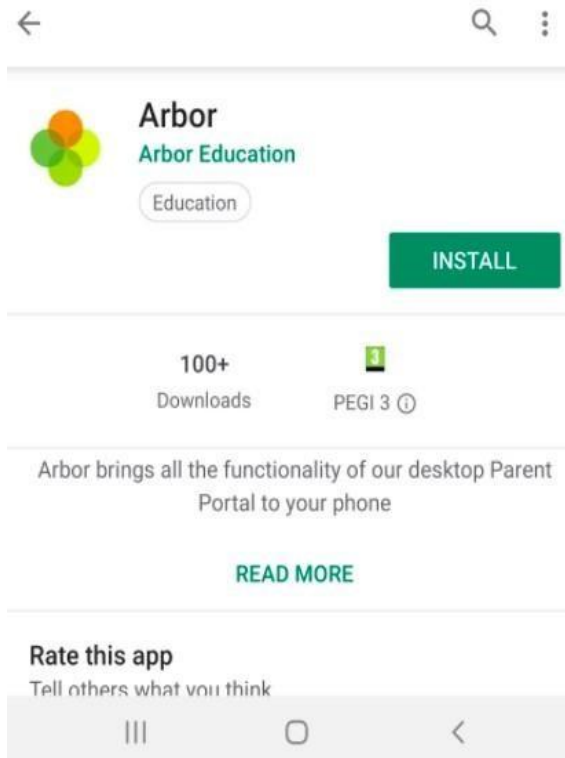 Arbor
Arbor Education
Education
INSTALL
100+
Downloads
3
PEGI 3
Arbor brings all the functionality of our desktop Parent
Portal to your phone
READ MORE
Rate this app
Tell others what you think